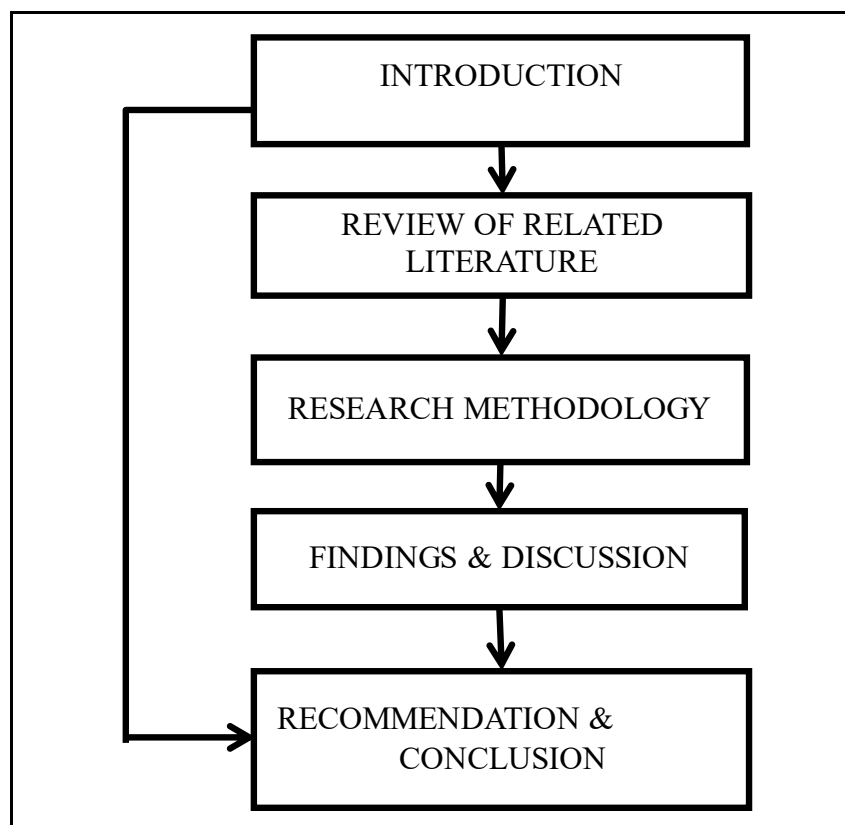 INTRODUCTION
REVIEW OF RELATED
LITERATURE
RESEARCH METHODOLOGY
FINDINGS & DISCUSSION
RECOMMENDATION &
CONCLUSION